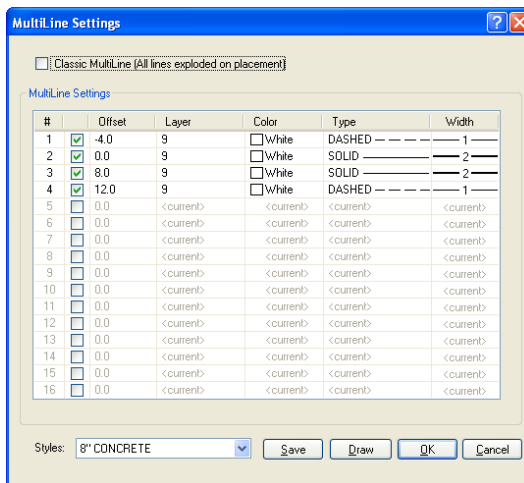 MultiLine Settings
Classic MultiLine (All lines exploded on placement)
MultiLine Settings
# Offset Layer Color Type Width
1 -4.0 9 White DASHED 1
2 0.0 9 White SOLID 2
3 8.0 9 White SOLID 2
4 12.0 9 White DASHED 1
5 0.0 <current> <current> <current> <current>
6 0.0 <current> <current> <current> <current>
7 0.0 <current> <current> <current> <current>
8 0.0 <current> <current> <current> <current>
9 0.0 <current> <current> <current> <current>
10 0.0 <current> <current> <current> <current>
11 0.0 <current> <current> <current> <current>
12 0.0 <current> <current> <current> <current>
13 0.0 <current> <current> <current> <current>
14 0.0 <current> <current> <current> <current>
15 0.0 <current> <current> <current> <current>
16 0.0 <current> <current> <current> <current>
Styles: 8" CONCRETE Save Draw OK Cancel